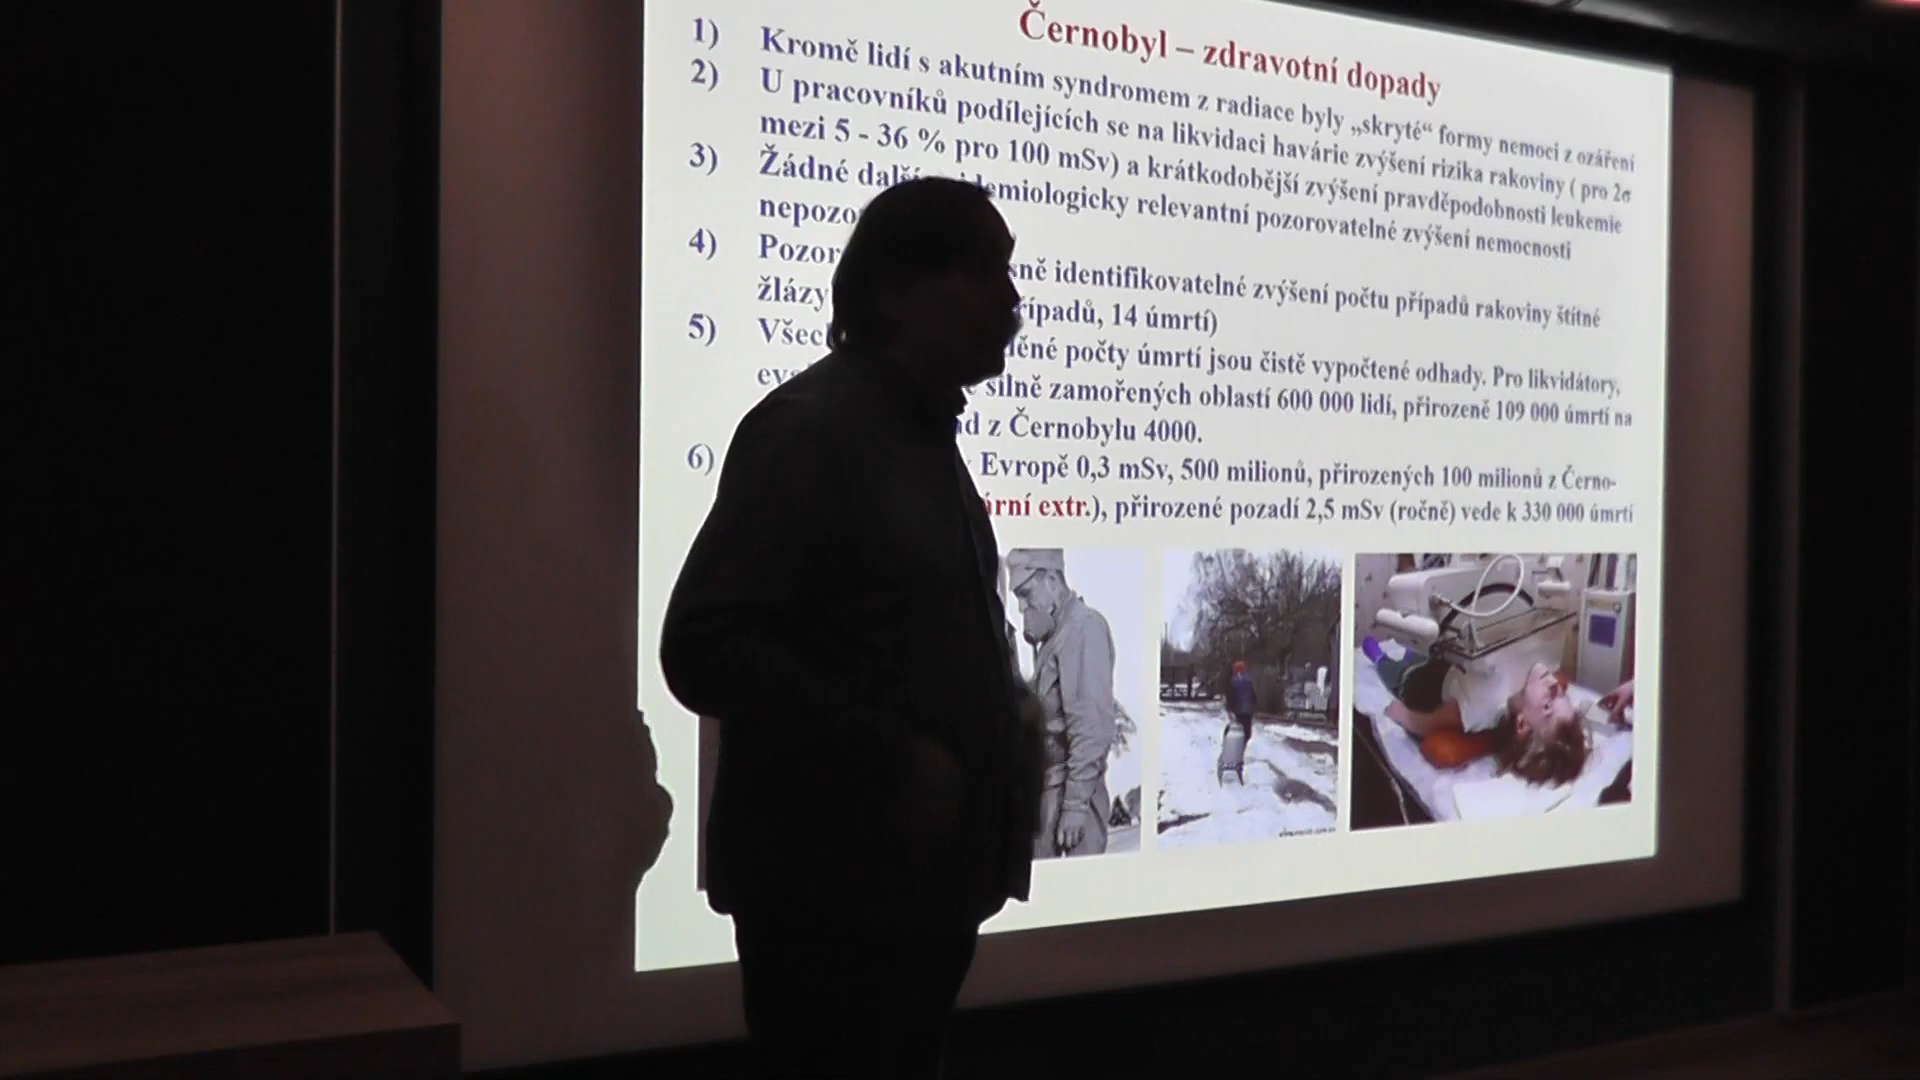 Černobyl – zdravotní dopady
1) Kromě lidí s akutním syndromem z radiace byly „skryté“ formy nemoci z ozáření
2) U pracovníků podílejících se na likvidaci havárie zvýšení rizika rakoviny ( pro 2σ
mezi 5 - 36 % pro 100 mSv) a krátkodobější zvýšení pravděpodobnosti leukemie
3) Žádné další epidemiologicky relevantní pozorovatelné zvýšení nemocnosti
nepozo
4) Pozor sně identifikovatelné zvýšení počtu případů rakoviny štítné
žlázy řípadů, 14 úmrtí)
5) Všech ěné počty úmrtí jsou čistě vypočtené odhady. Pro likvidátory,
eva silně zamořených oblastí 600 000 lidí, přirozeně 109 000 úmrtí na
ad z Černobylu 4000.
6) Evropě 0,3 mSv, 500 milionů, přirozených 100 milionů z Černo-
ární extr.), přirozené pozadí 2,5 mSv (ročně) vede k 330 000 úmrtí